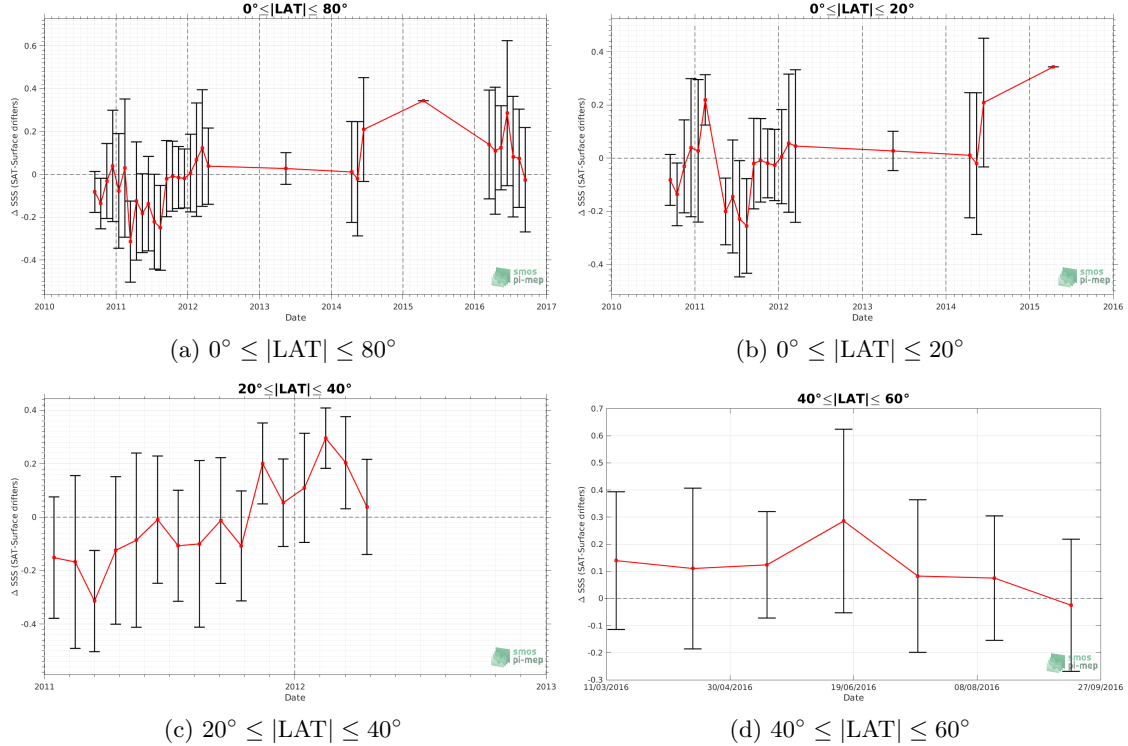 0°≤|LAT|≤ 80°
Δ SSS (SAT-Surface drifters)
0.6
0.4
0.2
0
-0.2
-0.4
2010
2011
2012
2013
2014
2015
2016
2017
Date
smos
pi-mep
(a) 0° ≤ |LAT| ≤ 80°
0°≤|LAT|≤ 20°
Δ SSS (SAT-Surface drifters)
0.4
0.2
0
-0.2
-0.4
2010
2011
2012
2013
2014
2015
2016
Date
smos
pi-mep
(b) 0° ≤ |LAT| ≤ 20°
20°≤|LAT|≤ 40°
Δ SSS (SAT-Surface drifters)
0.4
0.2
0
-0.2
-0.4
2011
2012
2013
Date
smos
pi-mep
(c) 20° ≤ |LAT| ≤ 40°
40°≤|LAT|≤ 60°
Δ SSS (SAT-Surface drifters)
0.7
0.6
0.5
0.4
0.3
0.2
0.1
0
-0.1
-0.2
-0.3
11/03/2016
30/04/2016
19/06/2016
08/08/2016
27/09/2016
Date
smos
pi-mep
(d) 40° ≤ |LAT| ≤ 60°